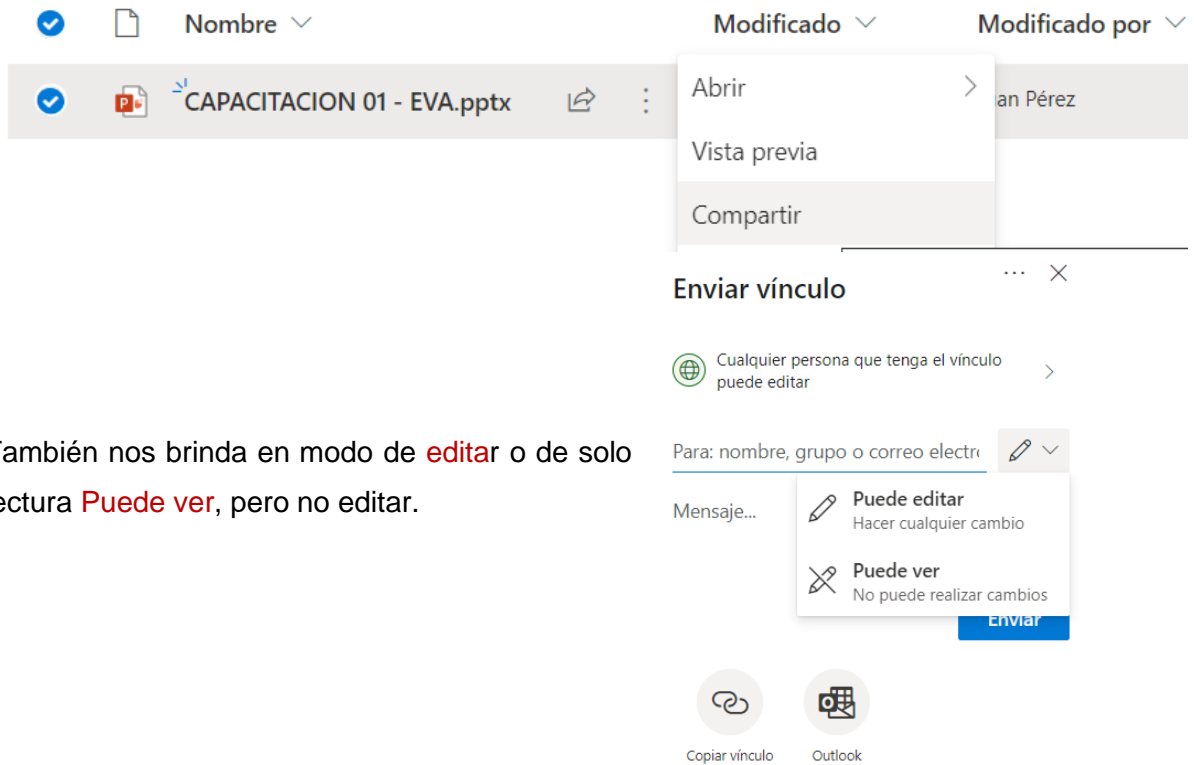 Nombre Modificado Modificado por
CAPACITACION 01 - EVA.pptx an Pérez
Abrir
Vista previa
Compartir
Enviar vínculo
Cualquier persona que tenga el vínculo
puede editar
También nos brinda en modo de editar o de solo
ectura Puede ver, pero no editar.
Para: nombre, grupo o correo electr
Mensaje...
Puede editar
Hacer cualquier cambio
Puede ver
No puede realizar cambios
Enviar
Copiar vínculo Outlook